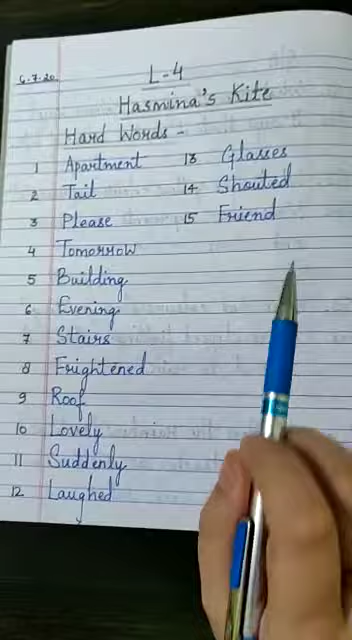 6.7.20
L-4
Hasmina's Kite
Hard Words -
1 Apartment
2 Tail
3 Please
4 Tomorrow
5 Building
6 Evening
7 Stairs
8 Frightened
9 Roof
10 Lovely
11 Suddenly
12 Laughed
13 Glasses
14 Shouted
15 Friend